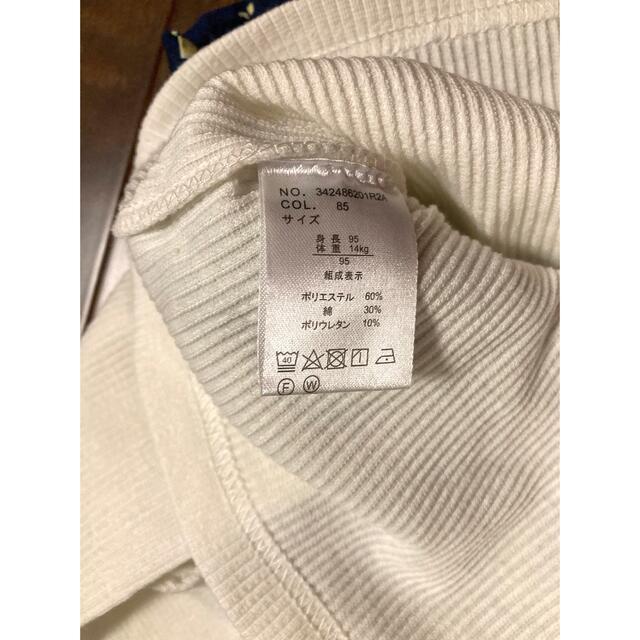 NO. 342486201R2A
COL. 85
サイズ
身長 95
体重 14kg
95
組成表示
ポリエステル 60%
綿 30%
ポリウレタン 10%
40
F W